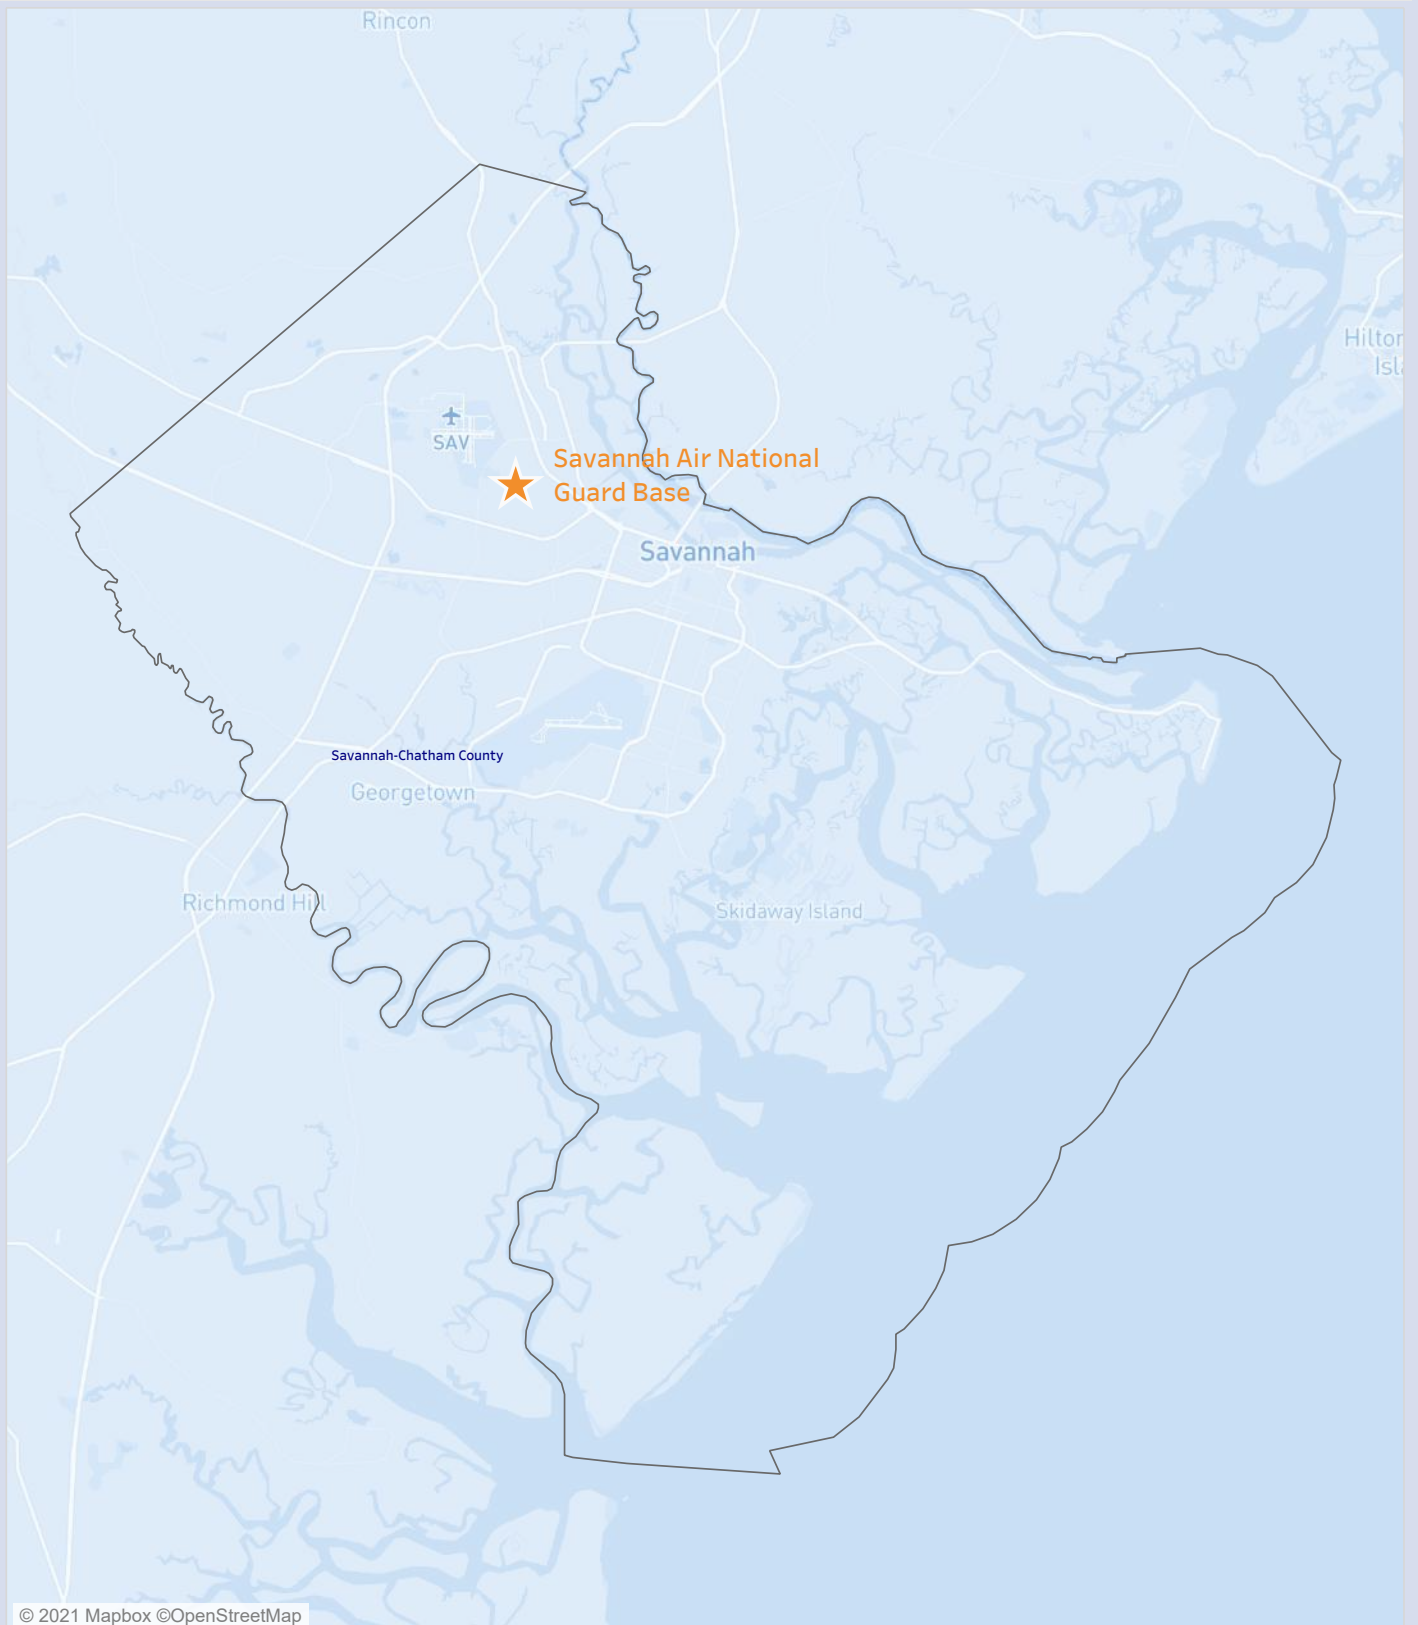 Rincon
Hilton
SAV
Savannah Air National
Guard Base
Savannah
Savannah-Chatham County
Georgetown
Richmond Hill
Skidaway Island
© 2021 Mapbox ©OpenStreetMap